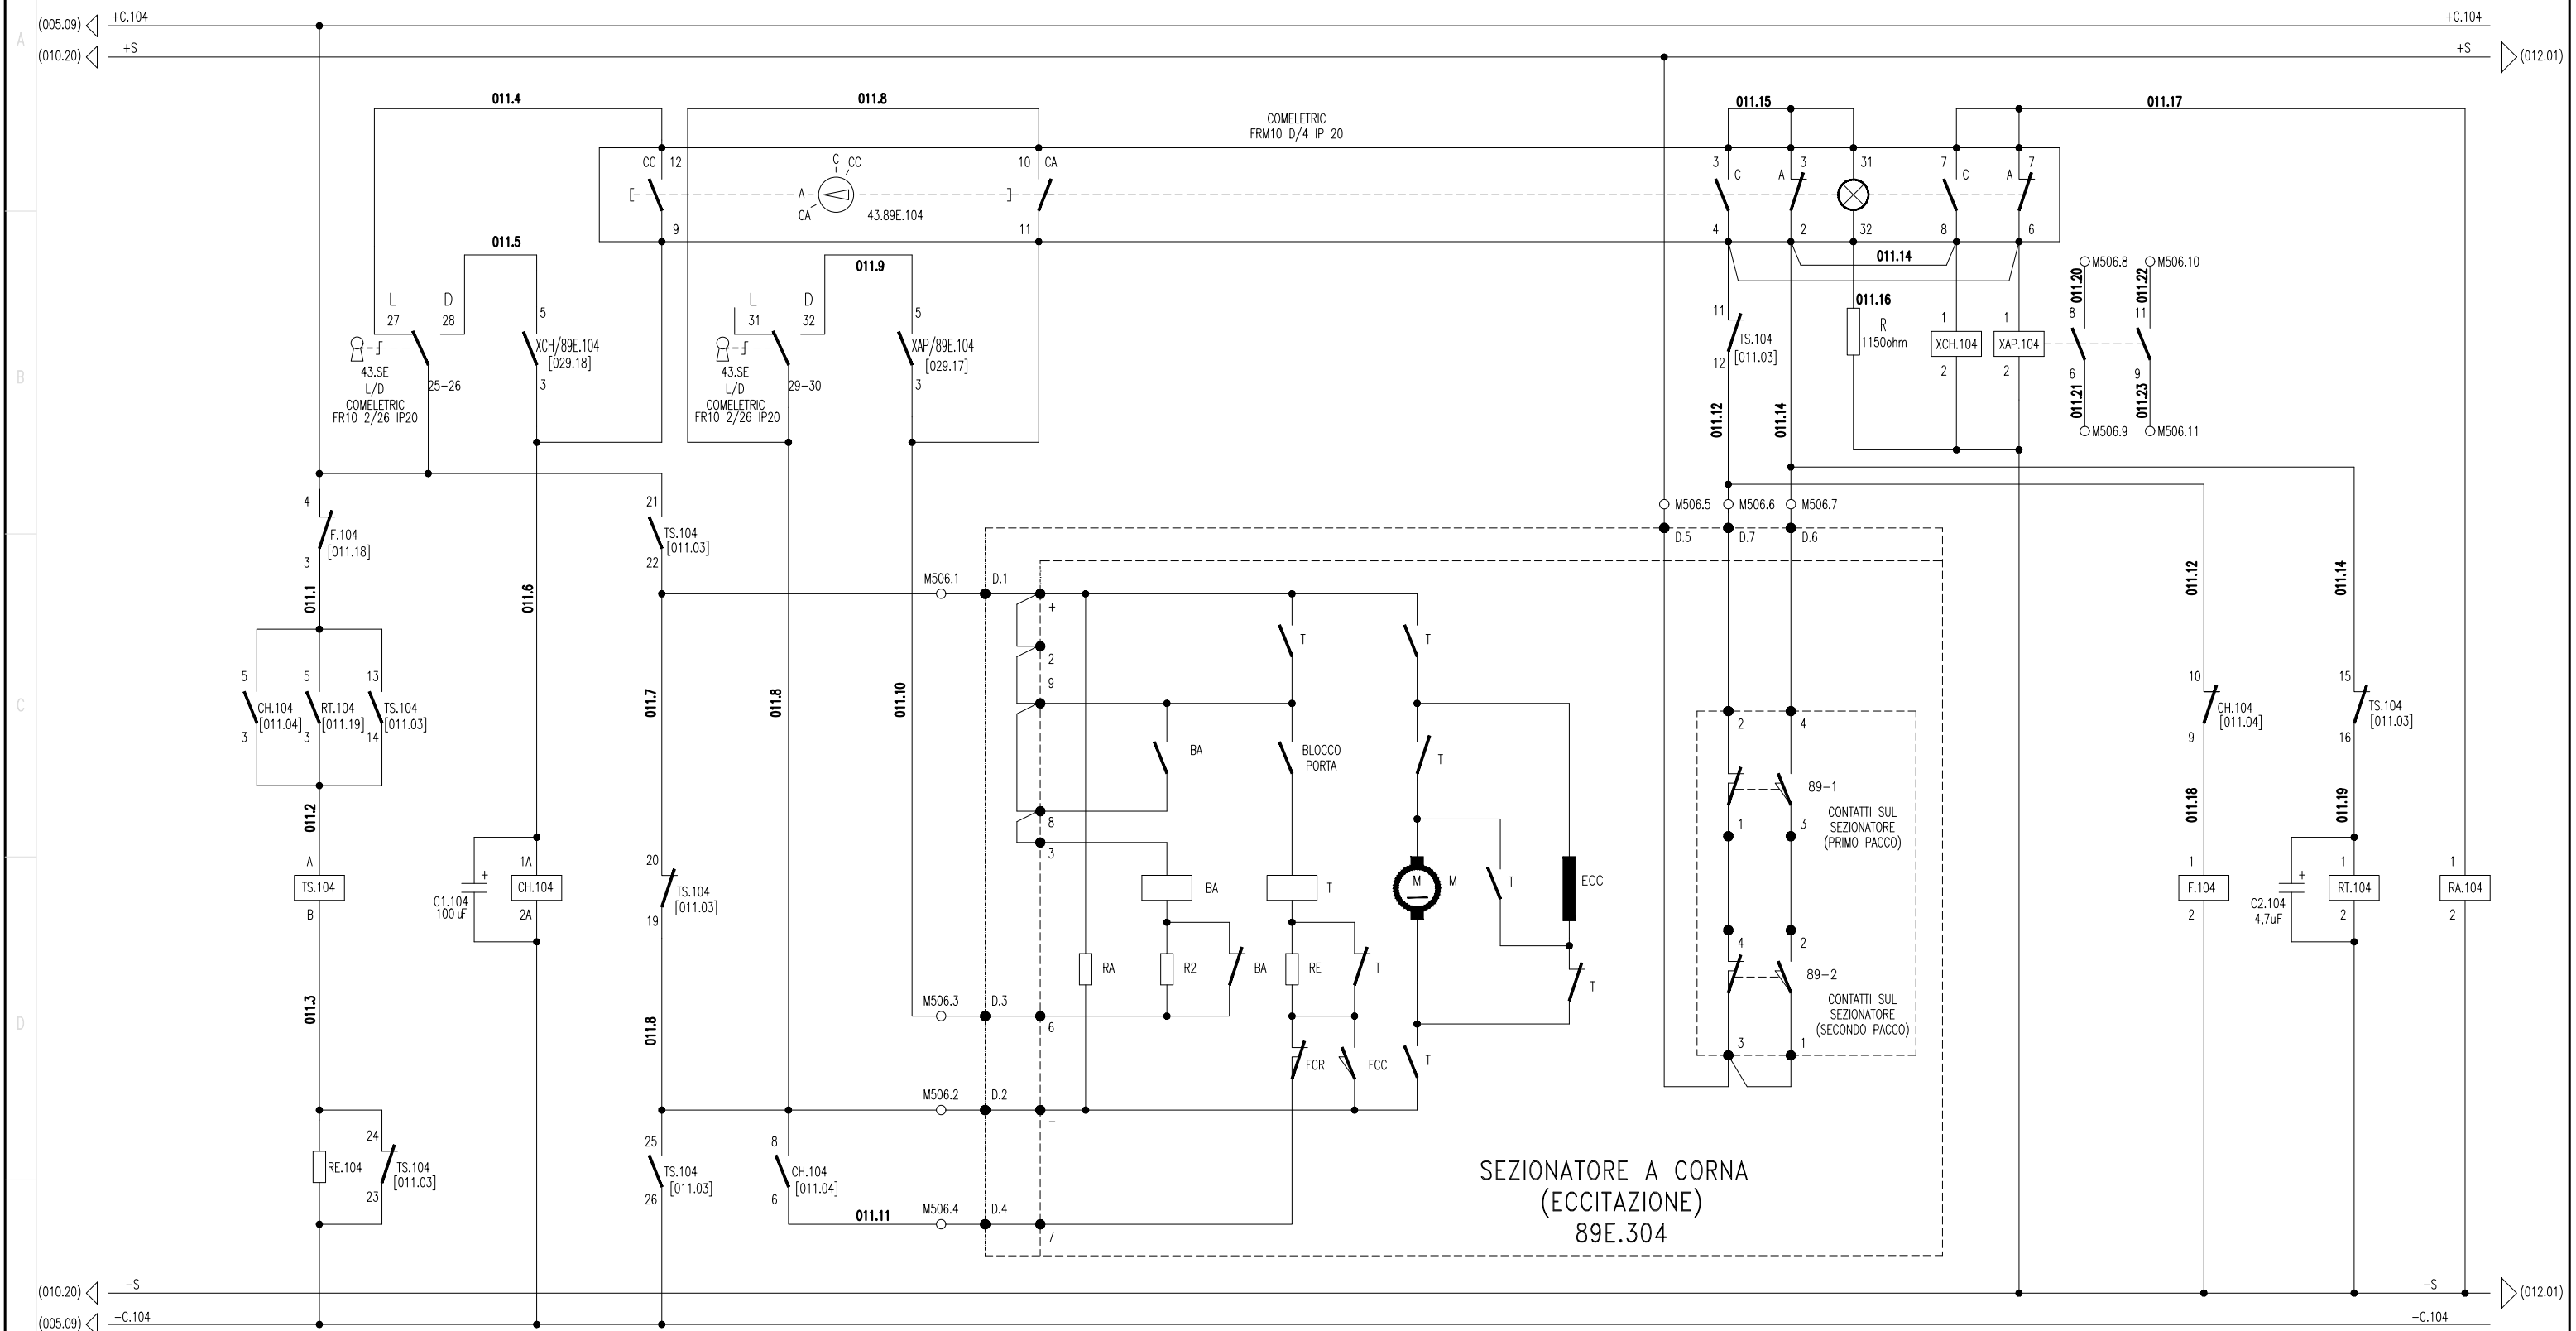 (005.09) +C.104 +C.104
(010.20) +S +S (012.01)
A
B
C
D
011.4 011.8 011.15 011.17
COMELETRIC
FRM10 D/4 IP 20
CC 12 C CC 10 CA 3 3 31 7 7
A C A C A
CA 43.89E.104
9 11 4 2 32 8 6
011.5 011.9 011.14
M506.8 M506.10
011.20 011.22
L D L D
27 28 5 31 32 5
011.16
11 R 1 1 8 11
XCH/89E.104
[029.18]
XAP/89E.104
[029.17]
TS.104
[011.03]
1150ohm XCH.104 XAP.104
12 2 2 6 9
43.SE
L/D
COMELETRIC
FR10 2/26 IP20
25-26 3
43.SE
L/D
COMELETRIC
FR10 2/26 IP20
29-30 3
011.12 011.14 011.21 011.23
M506.9 M506.11
4 21 M506.5 M506.6 M506.7
F.104
[011.18]
TS.104
[011.03]
D.5 D.7 D.6
3 22
011.1 011.6 M506.1 D.1 011.12 011.14
+
T T
2
9
5 5 13 10 15
CH.104
[011.04]
RT.104
[011.19]
TS.104
[011.03]
011.7 011.8 011.10
2 4
CH.104
[011.04]
TS.104
[011.03]
3 3 14 9 16
BA BLOCCO
PORTA
T
89-1
CONTATTI SUL
SEZIONATORE
(PRIMO PACCO)
011.2 011.18 011.19
8 1 3
3
A 1A 20 1 1 1
TS.104 CH.104 TS.104
[011.03]
BA T M M T ECC
F.104 RT.104 RA.104
B 2A 19 2 2 2
C1.104
100uF
+
C2.104
4,7uF
+
4 2
RA R2 BA RE T T
89-2
CONTATTI SUL
SEZIONATORE
(SECONDO PACCO)
011.3 011.8 M506.3 D.3
6
3 1
FCR FCC T
M506.2 D.2
-
24 25 8
RE.104 TS.104
[011.03]
TS.104
[011.03]
CH.104
[011.04]
23 26 6
011.11 M506.4 D.4
7
SEZIONATORE A CORNA
(ECCITAZIONE)
89E.304
(010.20) -S -S (012.01)
(005.09) -C.104 -C.104